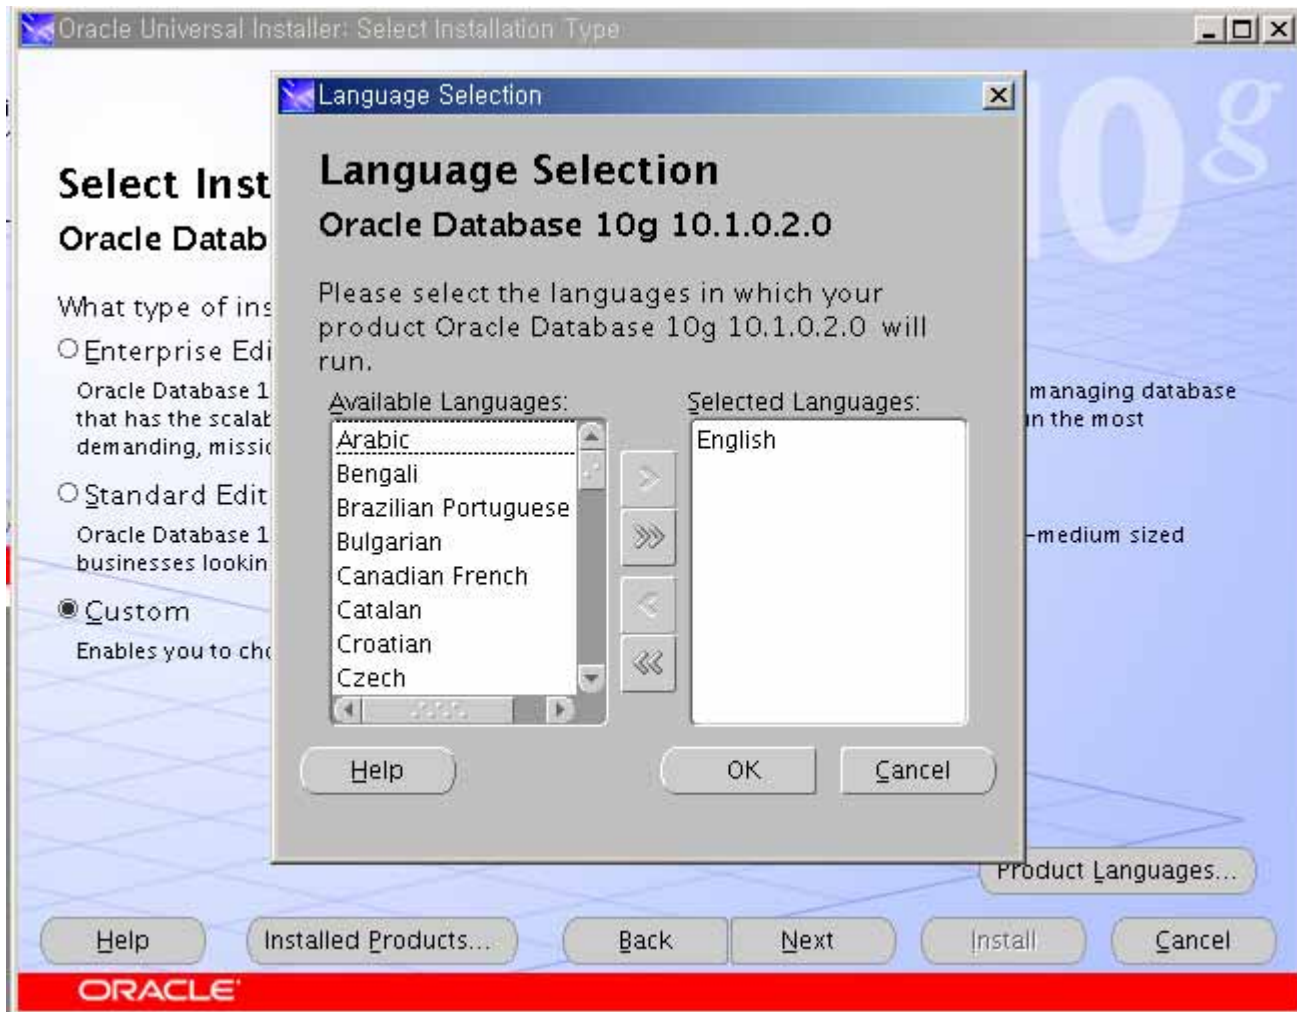 Oracle Universal Installer: Select Installation Type
Language Selection
10g
Select Inst
Oracle Datab
What type of ins
Enterprise Edi
Oracle Database 1
that has the scalab
demanding, missio
managing database
in the most
Standard Edit
Oracle Database 1
businesses lookin
-medium sized
Custom
Enables you to cho
Language Selection
Oracle Database 10g 10.1.0.2.0
Please select the languages in which your
product Oracle Database 10g 10.1.0.2.0 will
run.
Available Languages:
Arabic
Bengali
Brazilian Portuguese
Bulgarian
Canadian French
Catalan
Croatian
Czech
Selected Languages:
English
Help
OK
Cancel
Product Languages...
Help
Installed Products...
Back
Next
Install
Cancel
ORACLE